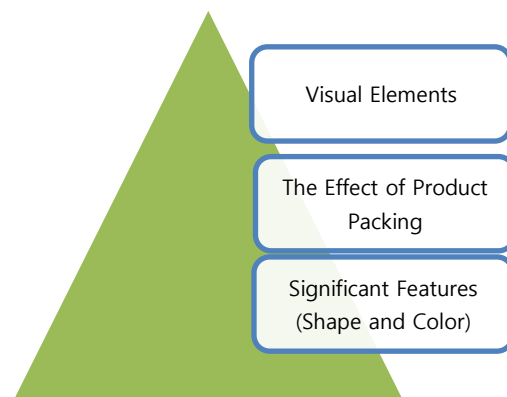 Visual Elements
The Effect of Product
Packing
Significant Features
(Shape and Color)